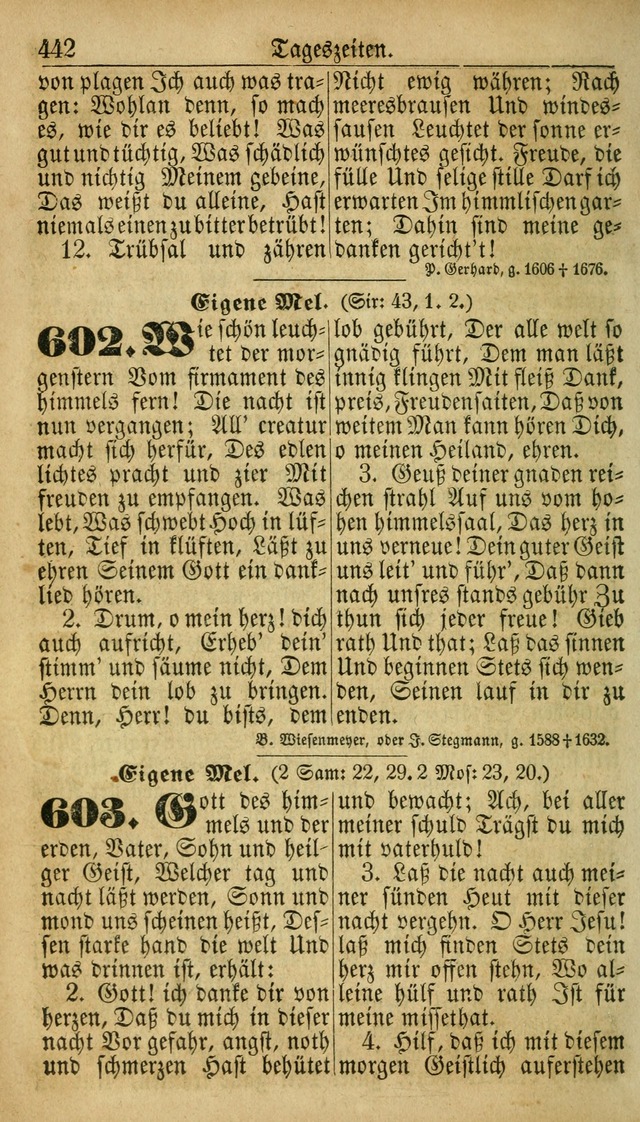 442 Tageszeiten.
von plagen Ich auch was tra-
gen: Wohlan denn, so mach
es, wie dir es beliebt! Was
gut und tüchtig, Was schädlich
und nichtig Meinem gebeine,
Das weißt du alleine, Hast
niemals einen zu bitter betrübt!
12. Trübsal und zähren
Nicht ewig währen; Nach
meeresbrausen Und windes-
sausen Leuchtet der sonne er-
wünschtes gesicht. Freude, die
fülle Und selige stille Darf ich
erwarten Im himmlischen gar-
ten; Dahin sind meine ge-
danken gericht't!
P. Gerhard, g. 1606 † 1676.
Eigene Mel. (Sir: 43, 1. 2.)
602. Wie schön leuch-
tet der mor-
genstern Vom firmament des
himmels fern! Die nacht ist
nun vergangen; All' creatur
macht sich herfür, Des edlen
lichtes pracht und zier Mit
freuden zu empfangen. Was
lebt, Was schwebt Hoch in lüf-
ten, Tief in klüften, Läßt zu
ehren Seinem Gott ein dank-
lied hören.
2. Drum, o mein herz! dich
auch aufricht, Erheb' dein'
stimm' und säume nicht, Dem
Herrn dein lob zu bringen.
Denn, Herr! du bists, dem
lob gebührt, Der alle welt so
gnädig führt, Dem man läßt
innig klingen Mit fleiß Dank,
preis, Freudensaiten, Daß von
weitem Man kann hören Dich,
o meinen Heiland, ehren.
3. Geuß deiner gnaden rei-
chen strahl Auf uns vom ho-
hen himmelssaal, Das herz in
uns verneue! Dein guter Geist
uns leit' und führ', Daß dann
nach unsres stands gebühr Zu
thun sich jeder freue! Gieb
rath Und that; Laß das sinnen
Und beginnen Stets sich wen-
den, Seinen lauf in dir zu
enden.
B. Wiesenmeyer, oder J. Stegmann, g. 1588 † 1632.
Eigene Mel. (2 Sam: 22, 29. 2 Mos: 23, 20.)
603. Gott des him-
mels und der
erden, Vater, Sohn und heil-
ger Geist, Welcher tag und
nacht läßt werden, Sonn und
mond uns scheinen heißt, Des-
sen starke hand die welt Und
was drinnen ist, erhält:
2. Gott! ich danke dir von
herzen, Daß du mich in dieser
nacht Vor gefahr, angst, noth
und schmerzen Hast behütet
und bewacht; Ach, bei aller
meiner schuld Trägst du mich
mit vaterhuld!
3. Laß die nacht auch mei-
ner sünden Heut mit dieser
nacht vergehn. O Herr Jesu!
laß mich finden Stets dein
herz mir offen stehn, Wo al-
leine hülf und rath Ist für
meine missethat.
4. Hilf, daß ich mit diesem
morgen Geistlich auferstehen